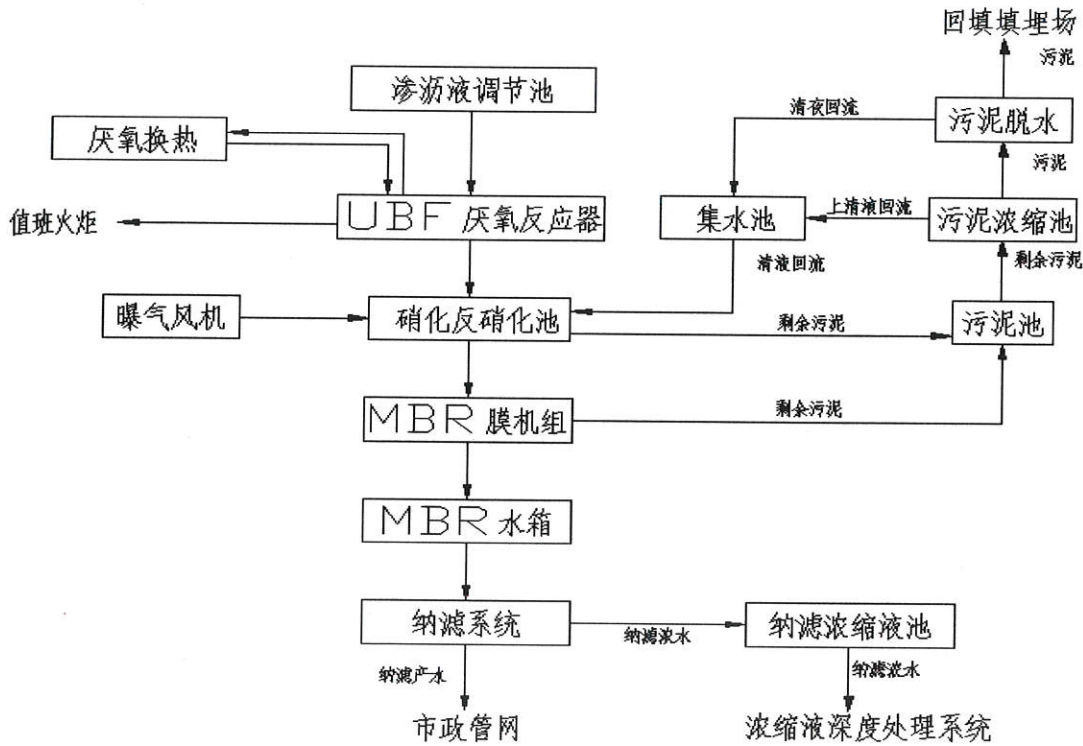 回填填埋场
污泥
渗沥液调节池
清液回流
污泥脱水
厌氧换热
污泥
UBF 厌氧反应器
集水池
上清液回流
污泥浓缩池
值班火炬
清液回流
剩余污泥
曝气风机
硝化反硝化池
剩余污泥
污泥池
MBR 膜机组
剩余污泥
MBR 水箱
纳滤系统
纳滤浓水
纳滤浓缩液池
纳滤产水
纳滤浓水
市政管网
浓缩液深度处理系统